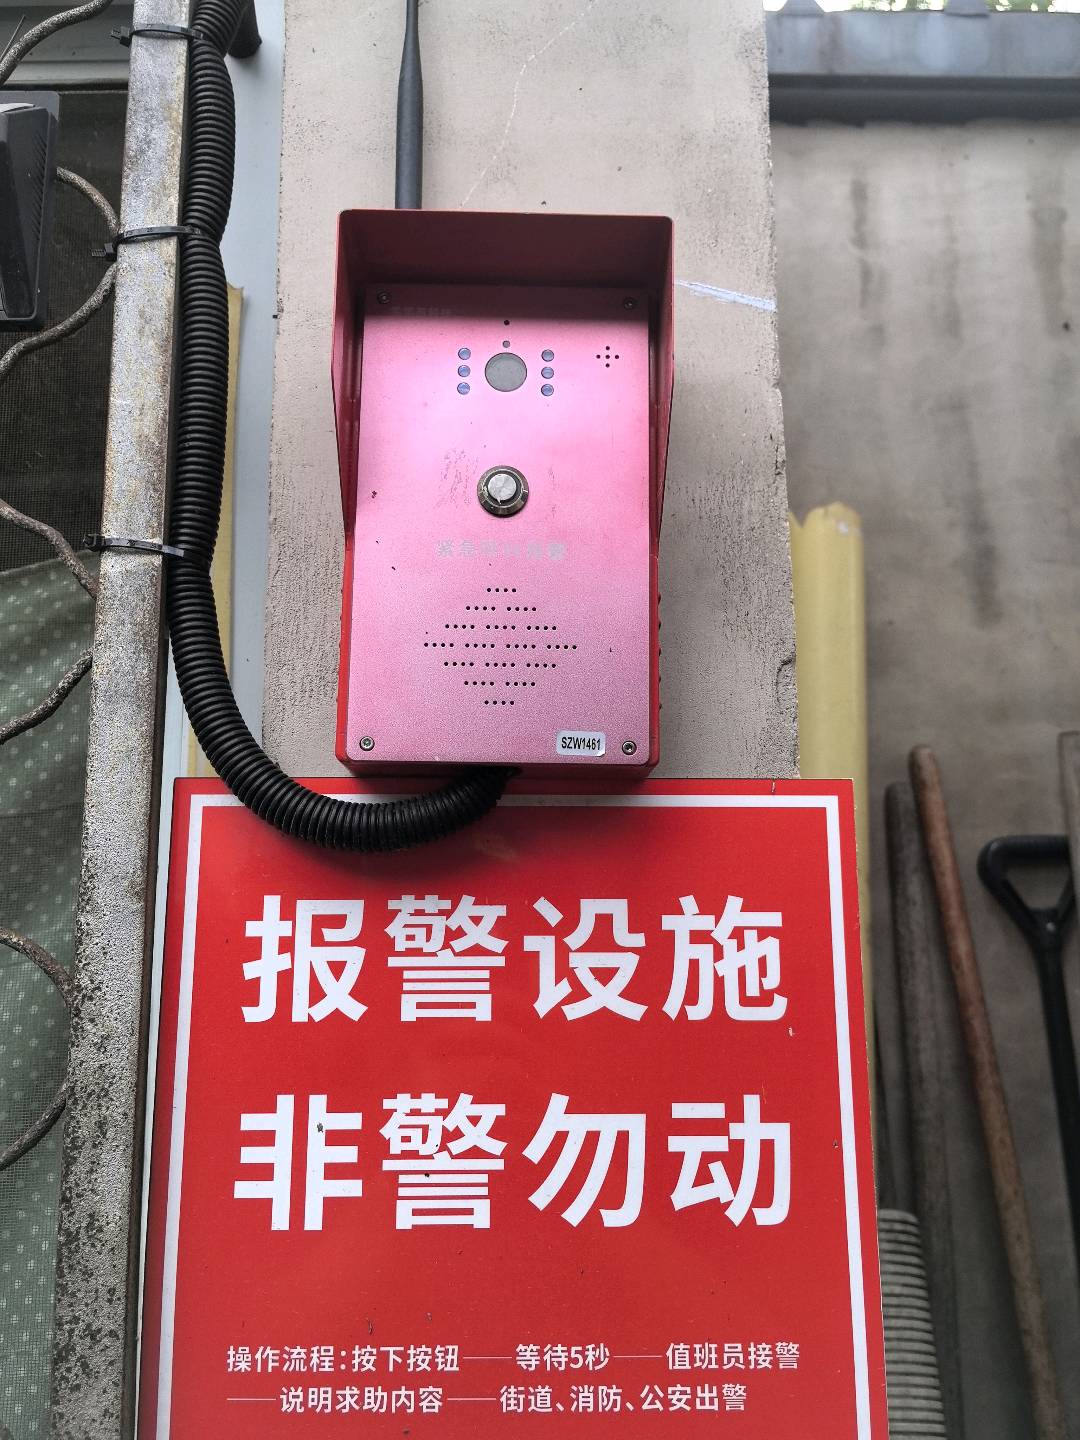 SZW1461
报警设施
非警勿动
操作流程：按下按钮——等待5秒——值班员接警
——说明求助内容——街道、消防、公安出警